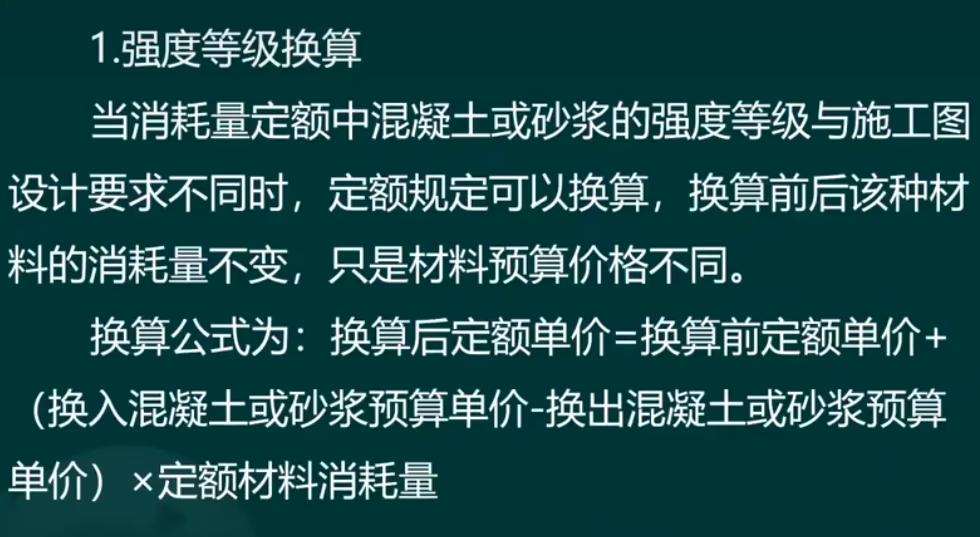 1.强度等级换算
当消耗量定额中混凝土或砂浆的强度等级与施工图
设计要求不同时，定额规定可以换算，换算前后该种材
料的消耗量不变，只是材料预算价格不同。
换算公式为：换算后定额单价=换算前定额单价+
（换入混凝土或砂浆预算单价-换出混凝土或砂浆预算
单价）×定额材料消耗量